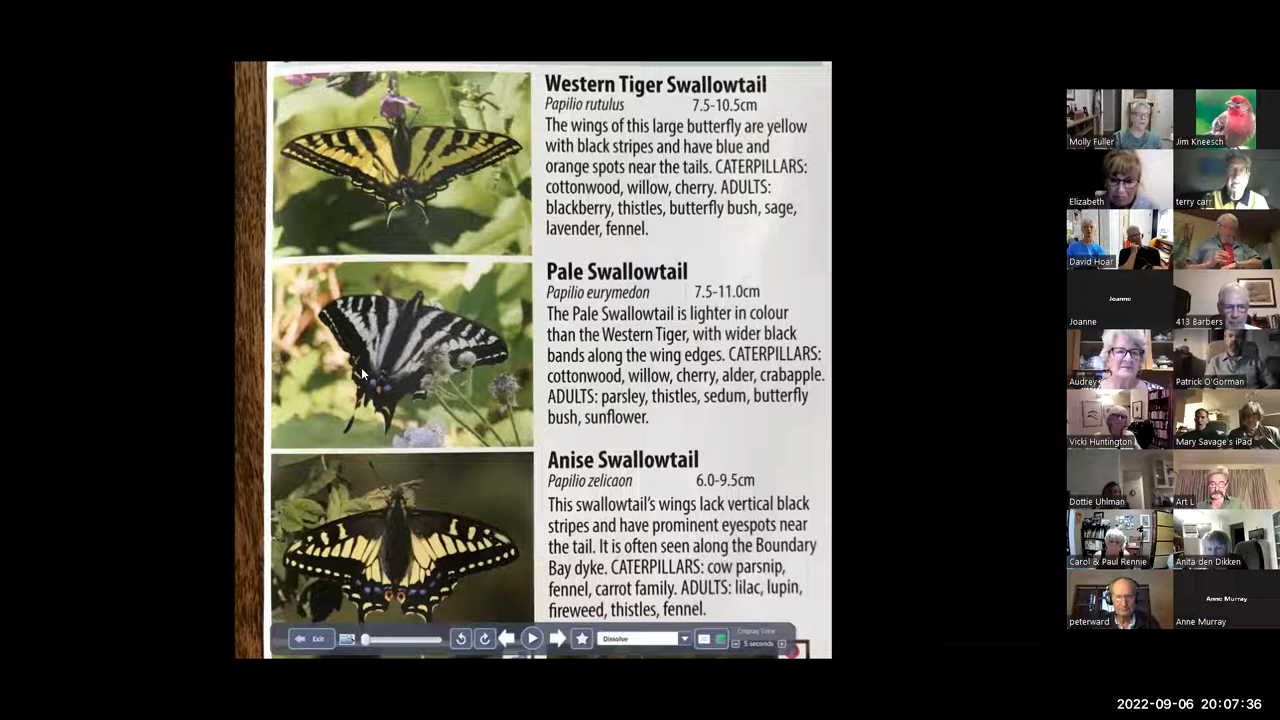 Western Tiger Swallowtail
Papilio rutulus 7.5-10.5cm
The wings of this large butterfly are yellow
with black stripes and have blue and
orange spots near the tails. CATERPILLARS:
cottonwood, willow, cherry. ADULTS:
blackberry, thistles, butterfly bush, sage,
lavender, fennel.
Pale Swallowtail
Papilio eurymedon 7.5-11.0cm
The Pale Swallowtail is lighter in colour
than the Western Tiger, with wider black
bands along the wing edges. CATERPILLARS:
cottonwood, willow, cherry, alder, crabapple.
ADULTS: parsley, thistles, sedum, butterfly
bush, sunflower.
Anise Swallowtail
Papilio zelicaon 6.0-9.5cm
This swallowtail's wings lack vertical black
stripes and have prominent eyespots near
the tail. It is often seen along the Boundary
Bay dyke. CATERPILLARS: cow parsnip,
fennel, carrot family. ADULTS: lilac, lupin,
fireweed, thistles, fennel.
Exit
Dissolve
Display Time
5 seconds
Molly Fuller
Jim Kneesch
Elizabeth
terry carr
David Hoar
Joanne
Joanne
413 Barbers
Audrey
Patrick O'Gorman
Vicki Huntington
Mary Savage's iPad
Dottie Uhlman
Art L
Carol & Paul Rennie
Anita den Dikken
peterward
Anne Murray
Anne Murray
2022-09-06 20:07:36